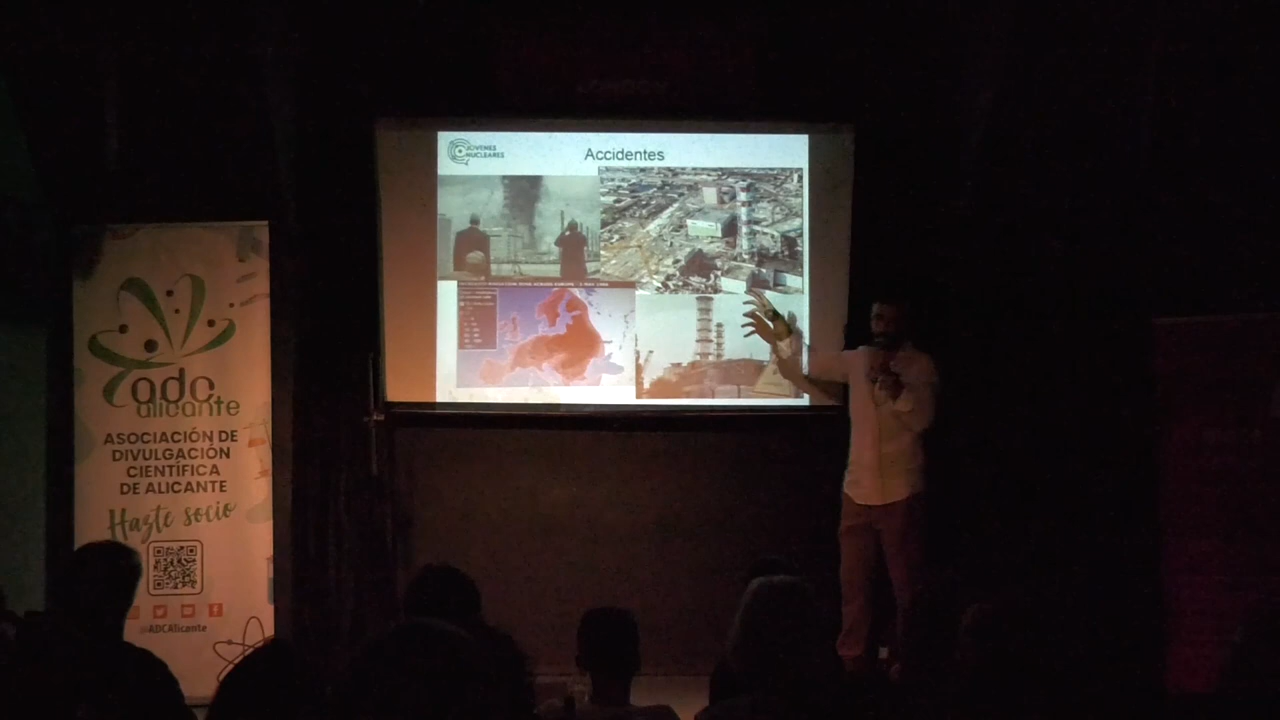 JÓVENES
NUCLEARES
Accidentes
adc
alicante
ASOCIACIÓN DE
DIVULGACIÓN
CIENTÍFICA
DE ALICANTE
Hazte socio
@ADCAlicante